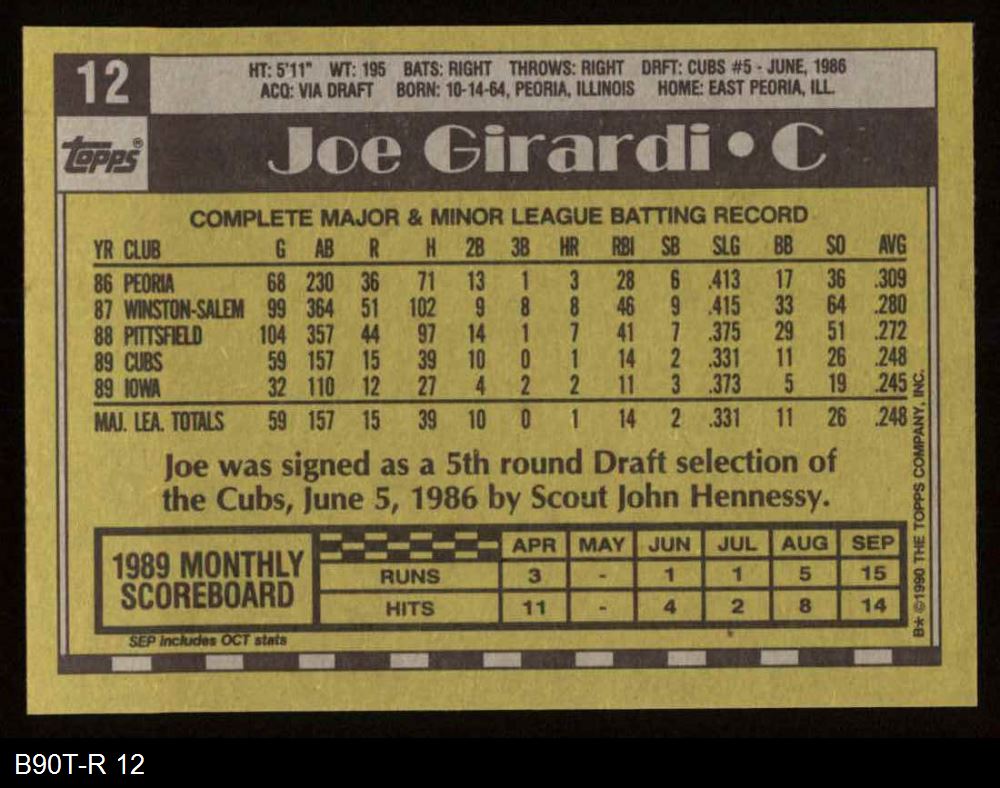 12
HT: 5'11" WT: 195 BATS: RIGHT THROWS: RIGHT DRFT: CUBS #5 - JUNE, 1986
ACQ: VIA DRAFT BORN: 10-14-64, PEORIA, ILLINOIS HOME: EAST PEORIA, ILL.
topps®
Joe Girardi • C
COMPLETE MAJOR & MINOR LEAGUE BATTING RECORD
YR CLUB G AB R H 2B 3B HR RBI SB SLG BB SO AVG
86 PEORIA 68 230 36 71 13 1 3 28 6 .413 17 36 .309
87 WINSTON-SALEM 99 364 51 102 9 8 8 46 9 .415 33 64 .280
88 PITTSFIELD 104 357 44 97 14 1 7 41 7 .375 29 51 .272
89 CUBS 59 157 15 39 10 0 1 14 2 .331 11 26 .248
89 IOWA 32 110 12 27 4 2 2 11 3 .373 5 19 .245
MAJ. LEA. TOTALS 59 157 15 39 10 0 1 14 2 .331 11 26 .248
Joe was signed as a 5th round Draft selection of
the Cubs, June 5, 1986 by Scout John Hennessy.
1989 MONTHLY
SCOREBOARD
APR MAY JUN JUL AUG SEP
RUNS 3 - 1 1 5 15
HITS 11 - 4 2 8 14
SEP includes OCT stats
B* ©1990 THE TOPPS COMPANY, INC.
B90T-R 12